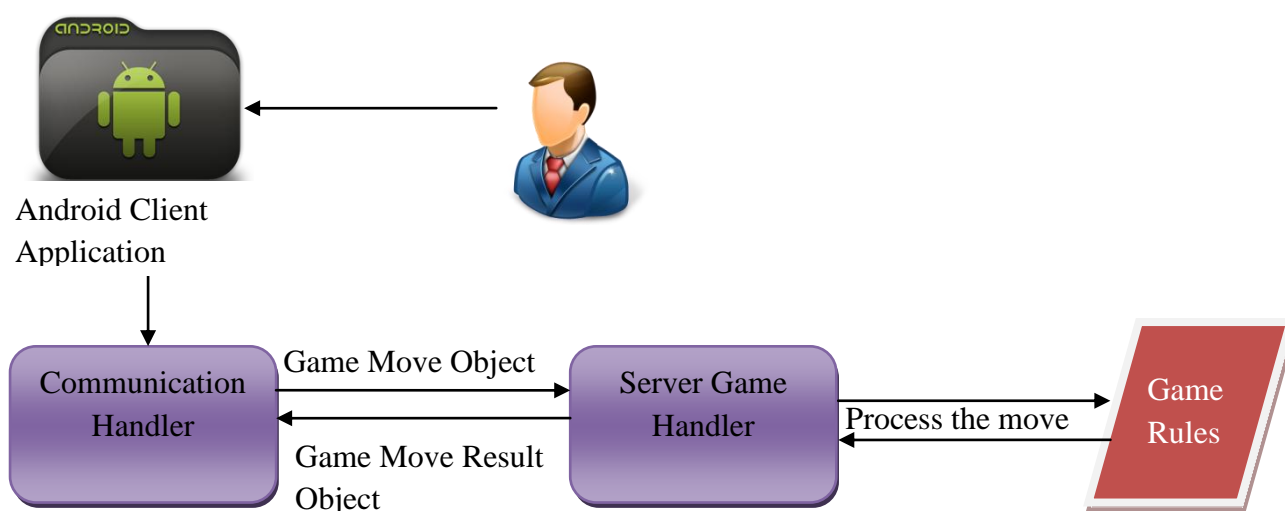 ANDROID
Android Client
Application
Communication
Handler
Game Move Object
Game Move Result
Object
Server Game
Handler
Process the move
Game
Rules